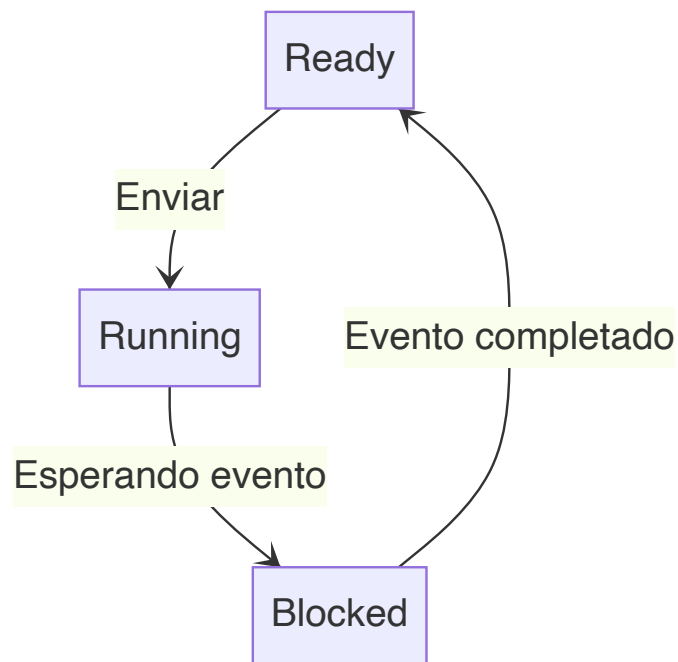 Ready
Enviar
Running
Evento completado
Esperando evento
Blocked